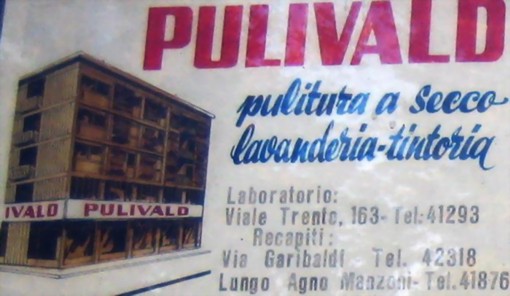 PULIVALD
pulitura a secco
lavanderia-tintoria
Laboratorio:
Viale Trento, 163-Tel:41293
Recapiti:
Via Garibaldi Tel. 42318
Lungo Agno Manzoni-Tel.41876
IVALD PULIVALD